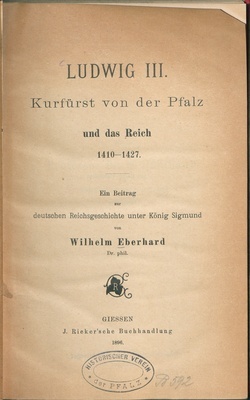 LUDWIG III.
Kurfürst von der Pfalz
und das Reich
1410—1427.
Ein Beitrag
zur
deutschen Reichsgeschichte unter König Sigmund
von
Wilhelm Eberhard
Dr. phil.
GIESSEN
J. Ricker'sche Buchhandlung
1896.
HISTORISCHER VEREIN
der PFALZ